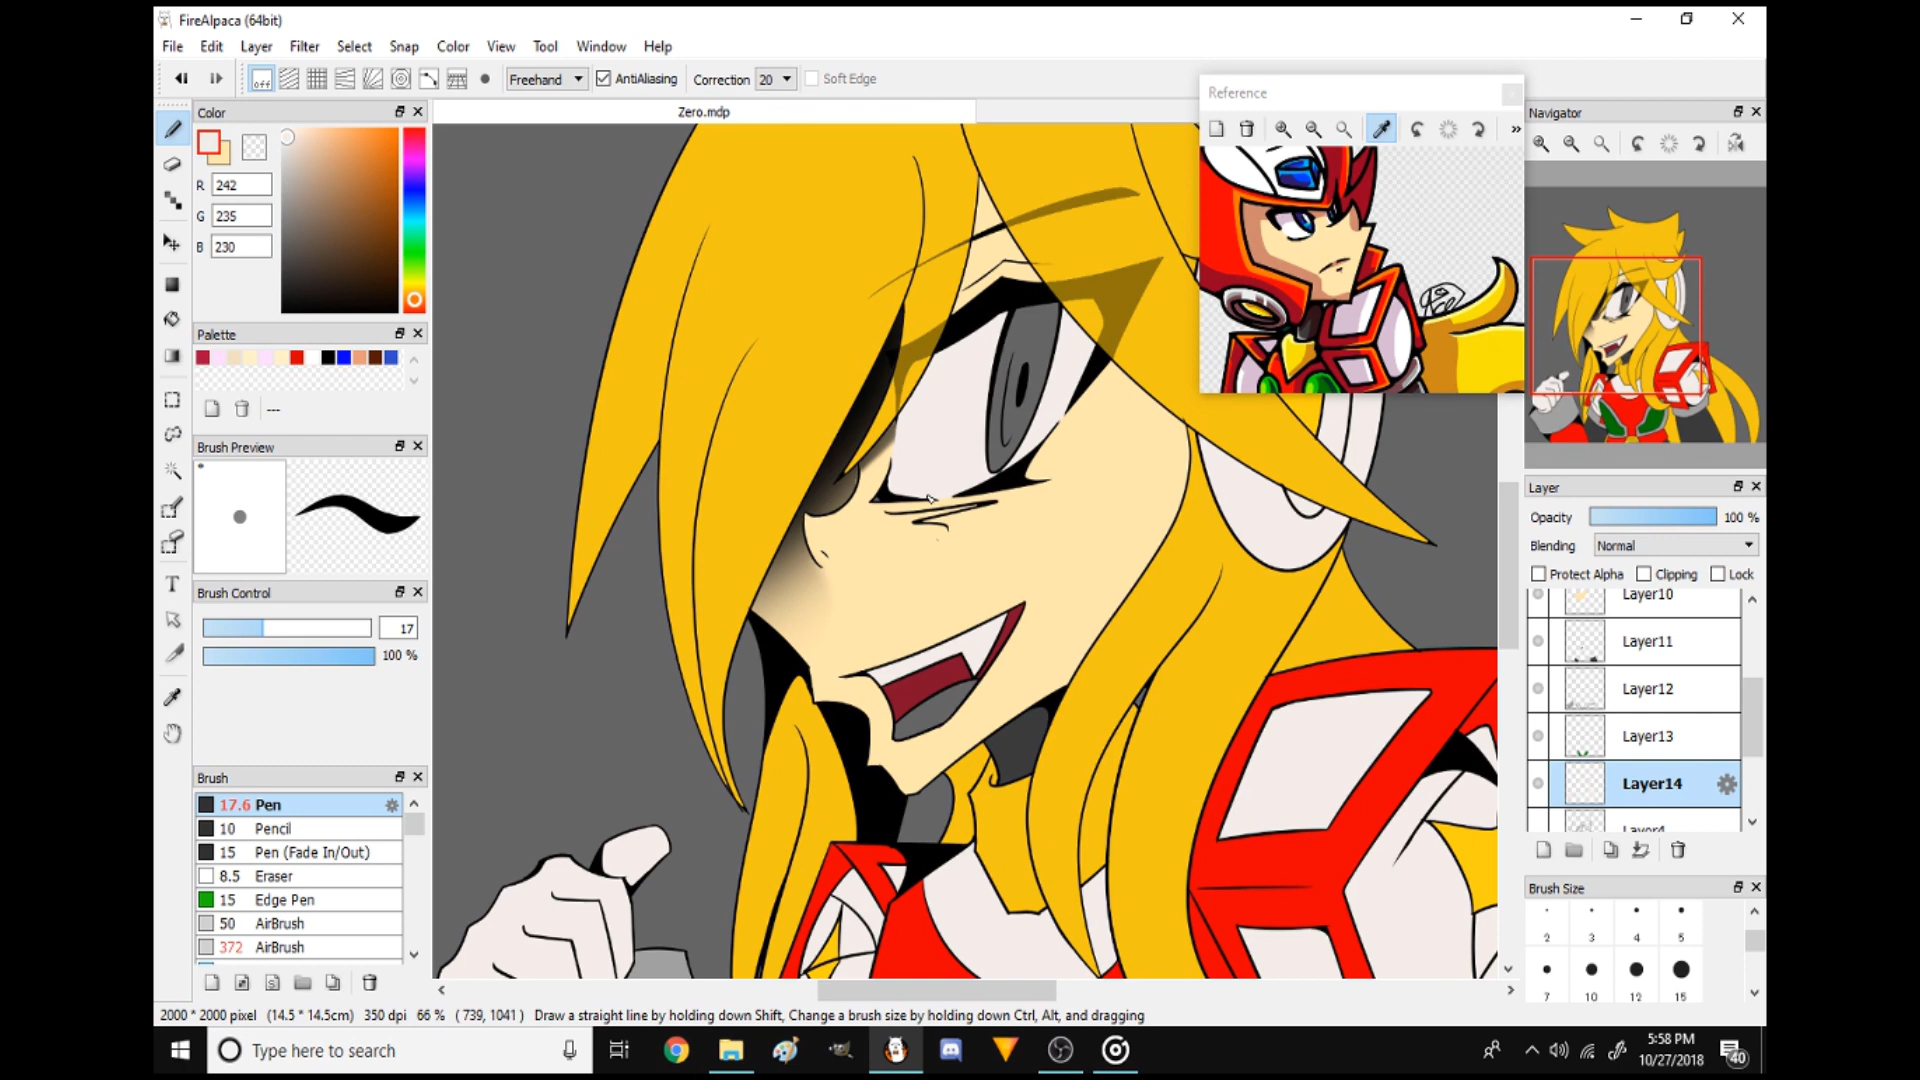 FireAlpaca (64bit)
File Edit Layer Filter Select Snap Color View Tool Window Help
off Freehand AntiAliasing Correction 20 Soft Edge
Reference
Color
Zero.mdp
Navigator
R 242
G 235
B 230
Palette
---
Brush Preview
Layer
Opacity 100 %
Blending Normal
Protect Alpha Clipping Lock
Brush Control
17
100 %
Layer10
Layer11
Layer12
Layer13
Layer14
Layer4
Brush
17.6 Pen
10 Pencil
15 Pen (Fade In/Out)
8.5 Eraser
15 Edge Pen
50 AirBrush
372 AirBrush
Brush Size
2 3 4 5
7 10 12 15
2000 * 2000 pixel (14.5 * 14.5cm) 350 dpi 66 % ( 739, 1041 ) Draw a straight line by holding down Shift, Change a brush size by holding down Ctrl, Alt, and dragging
Type here to search
5:58 PM
10/27/2018
40